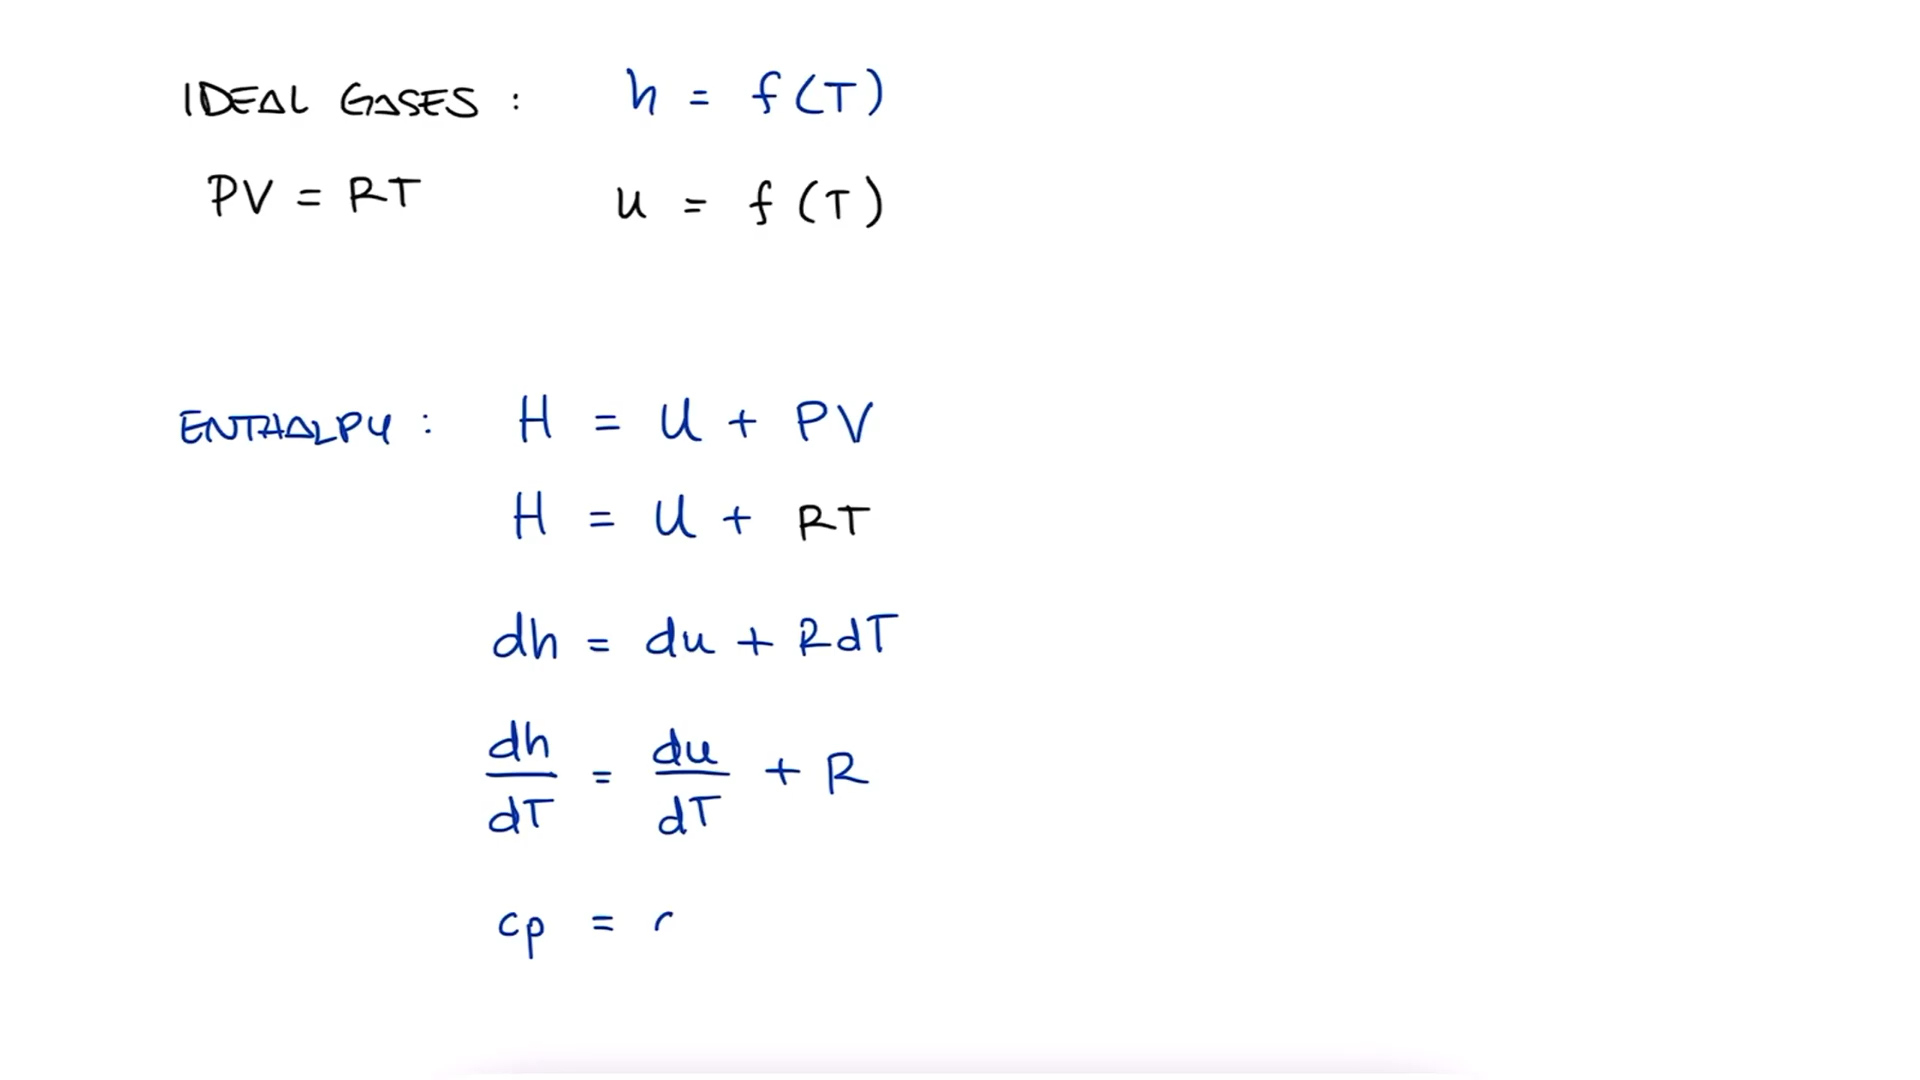 IDEAL GASES : h = f(T)
PV = RT u = f(T)
ENTHALPY : H = U + PV
H = U + RT
dh = du + RdT
dh/dT = du/dT + R
cp =